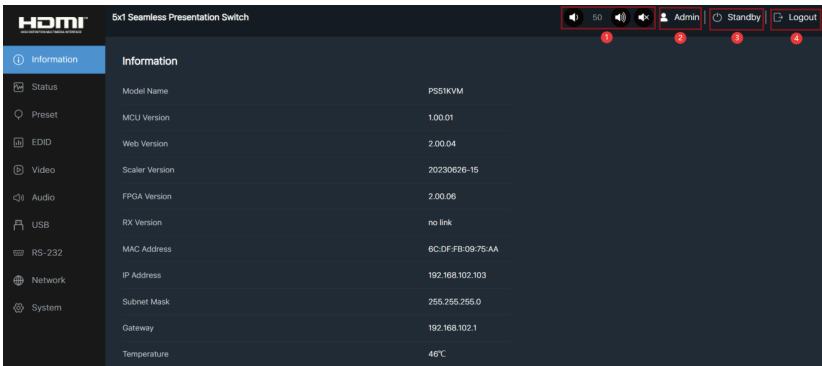 HDMI
HIGH DEFINITION MULTIMEDIA INTERFACE
5x1 Seamless Presentation Switch
50
Admin
Standby
Logout
1
2
3
4
Information
Status
Preset
EDID
Video
Audio
USB
RS-232
Network
System
Information
Model Name PS51KVM
MCU Version 1.00.01
Web Version 2.00.04
Scaler Version 20230626-15
FPGA Version 2.00.06
RX Version no link
MAC Address 6C:DF:FB:09:75:AA
IP Address 192.168.102.103
Subnet Mask 255.255.255.0
Gateway 192.168.102.1
Temperature 46℃